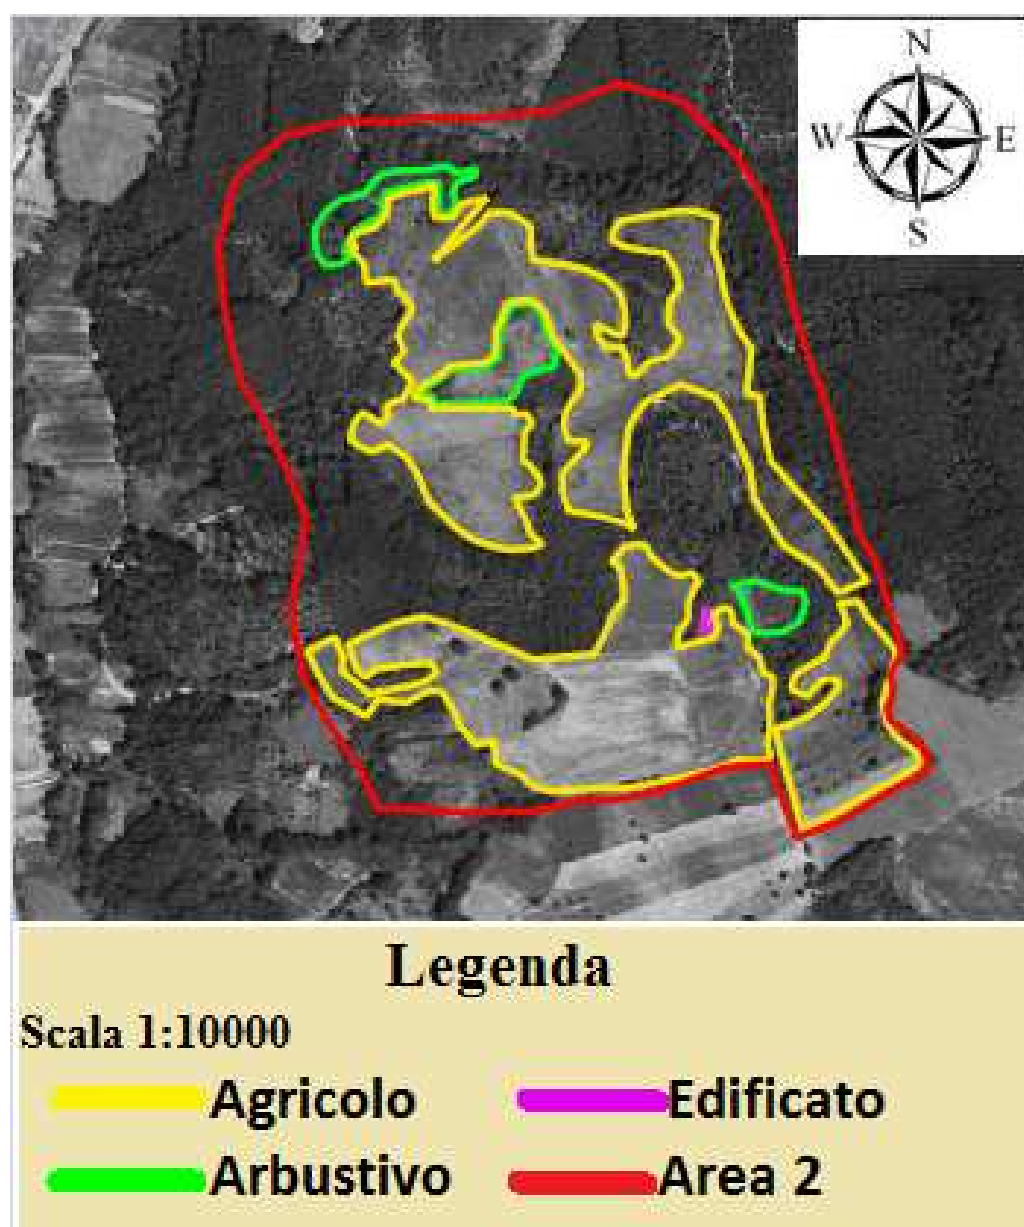 N
W E
S
Legenda
Scala 1:10000
Agricolo Edificato
Arbustivo Area 2